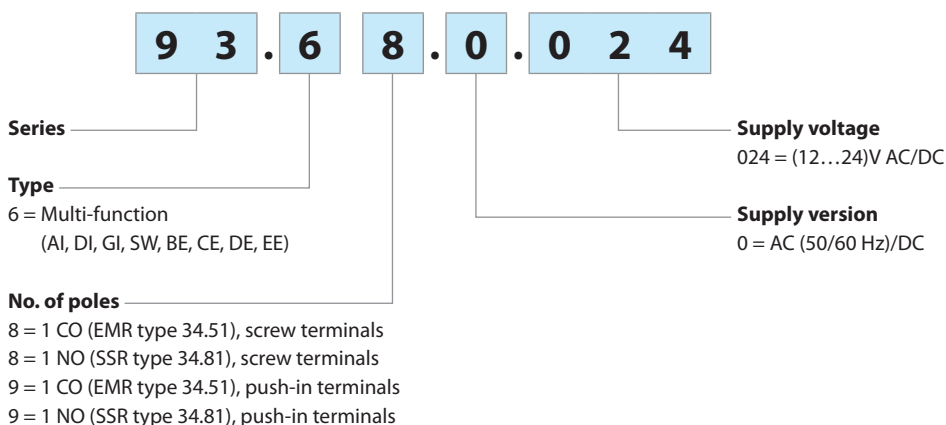 9 3 . 6 8 . 0 . 0 2 4
Series
Type
6 = Multi-function
(AI, DI, GI, SW, BE, CE, DE, EE)
No. of poles
8 = 1 CO (EMR type 34.51), screw terminals
8 = 1 NO (SSR type 34.81), screw terminals
9 = 1 CO (EMR type 34.51), push-in terminals
9 = 1 NO (SSR type 34.81), push-in terminals
Supply voltage
024 = (12…24)V AC/DC
Supply version
0 = AC (50/60 Hz)/DC